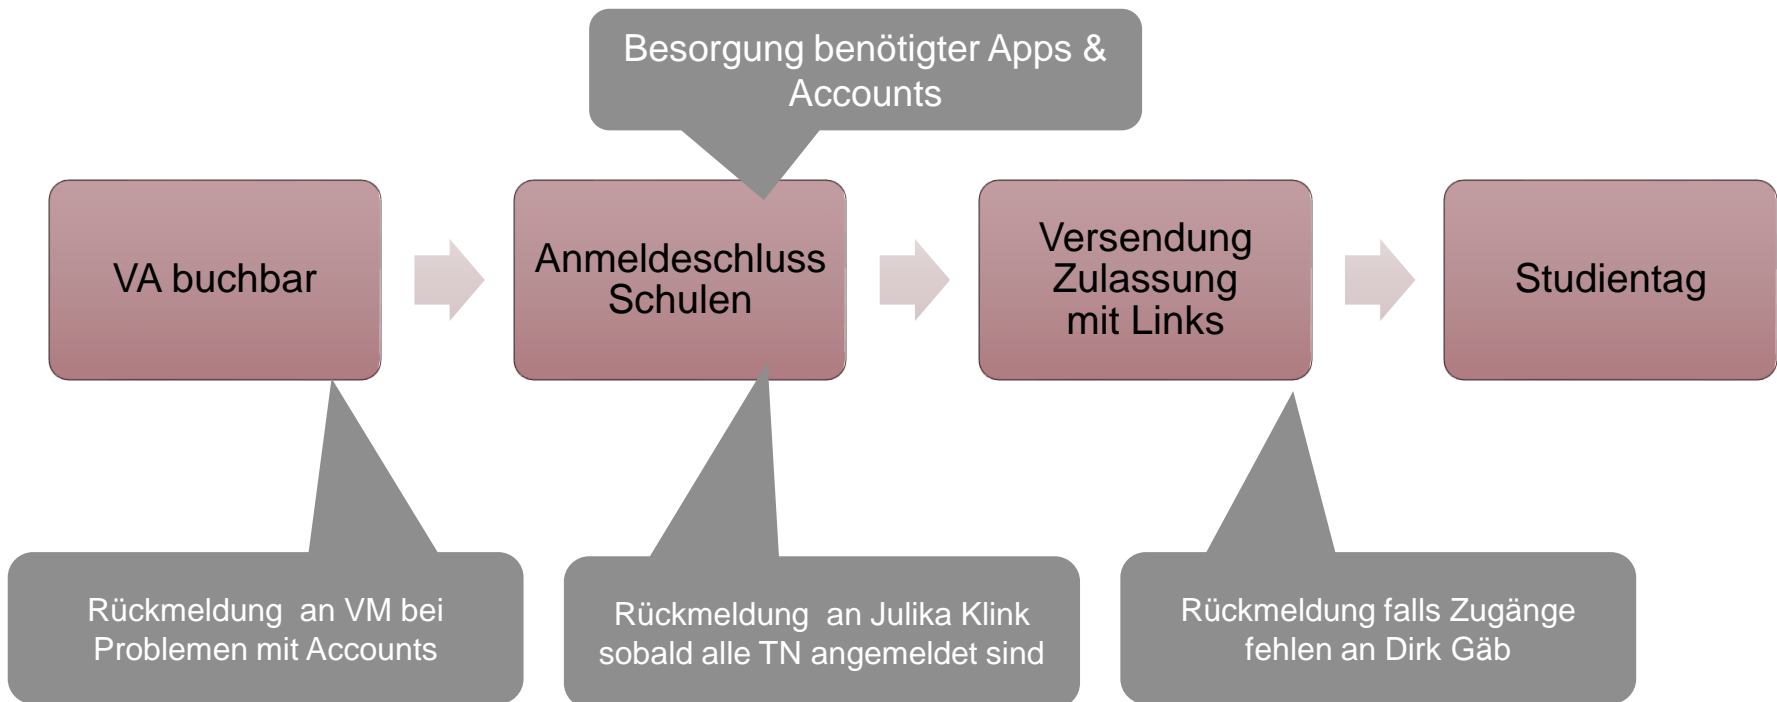 Besorgung benötigter Apps &
Accounts
VA buchbar
Anmeldeschluss
Schulen
Versendung
Zulassung
mit Links
Studientag
Rückmeldung an VM bei
Problemen mit Accounts
Rückmeldung an Julika Klink
sobald alle TN angemeldet sind
Rückmeldung falls Zugänge
fehlen an Dirk Gäb